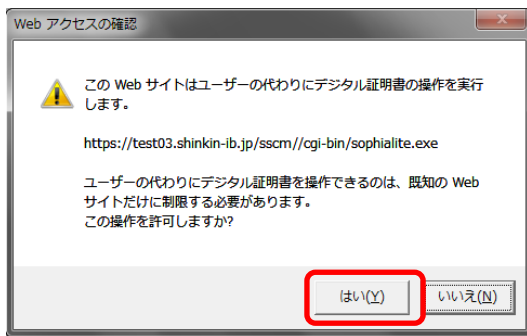 Web アクセスの確認
この Web サイトはユーザーの代わりにデジタル証明書の操作を実行
します。
https://test03.shinkin-ib.jp/sscm//cgi-bin/sophialite.exe
ユーザーの代わりにデジタル証明書を操作できるのは、既知の Web
サイトだけに制限する必要があります。
この操作を許可しますか?
はい(Y) いいえ(N)